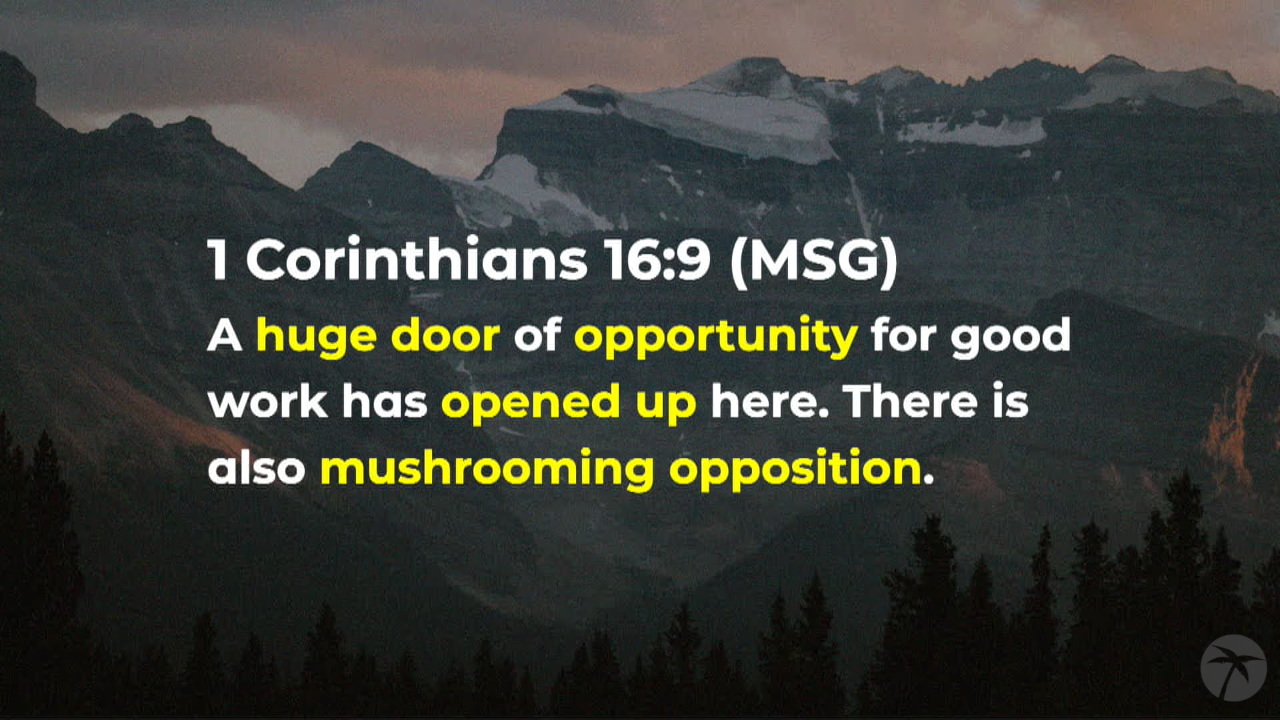 1 Corinthians 16:9 (MSG)
A huge door of opportunity for good
work has opened up here. There is
also mushrooming opposition.